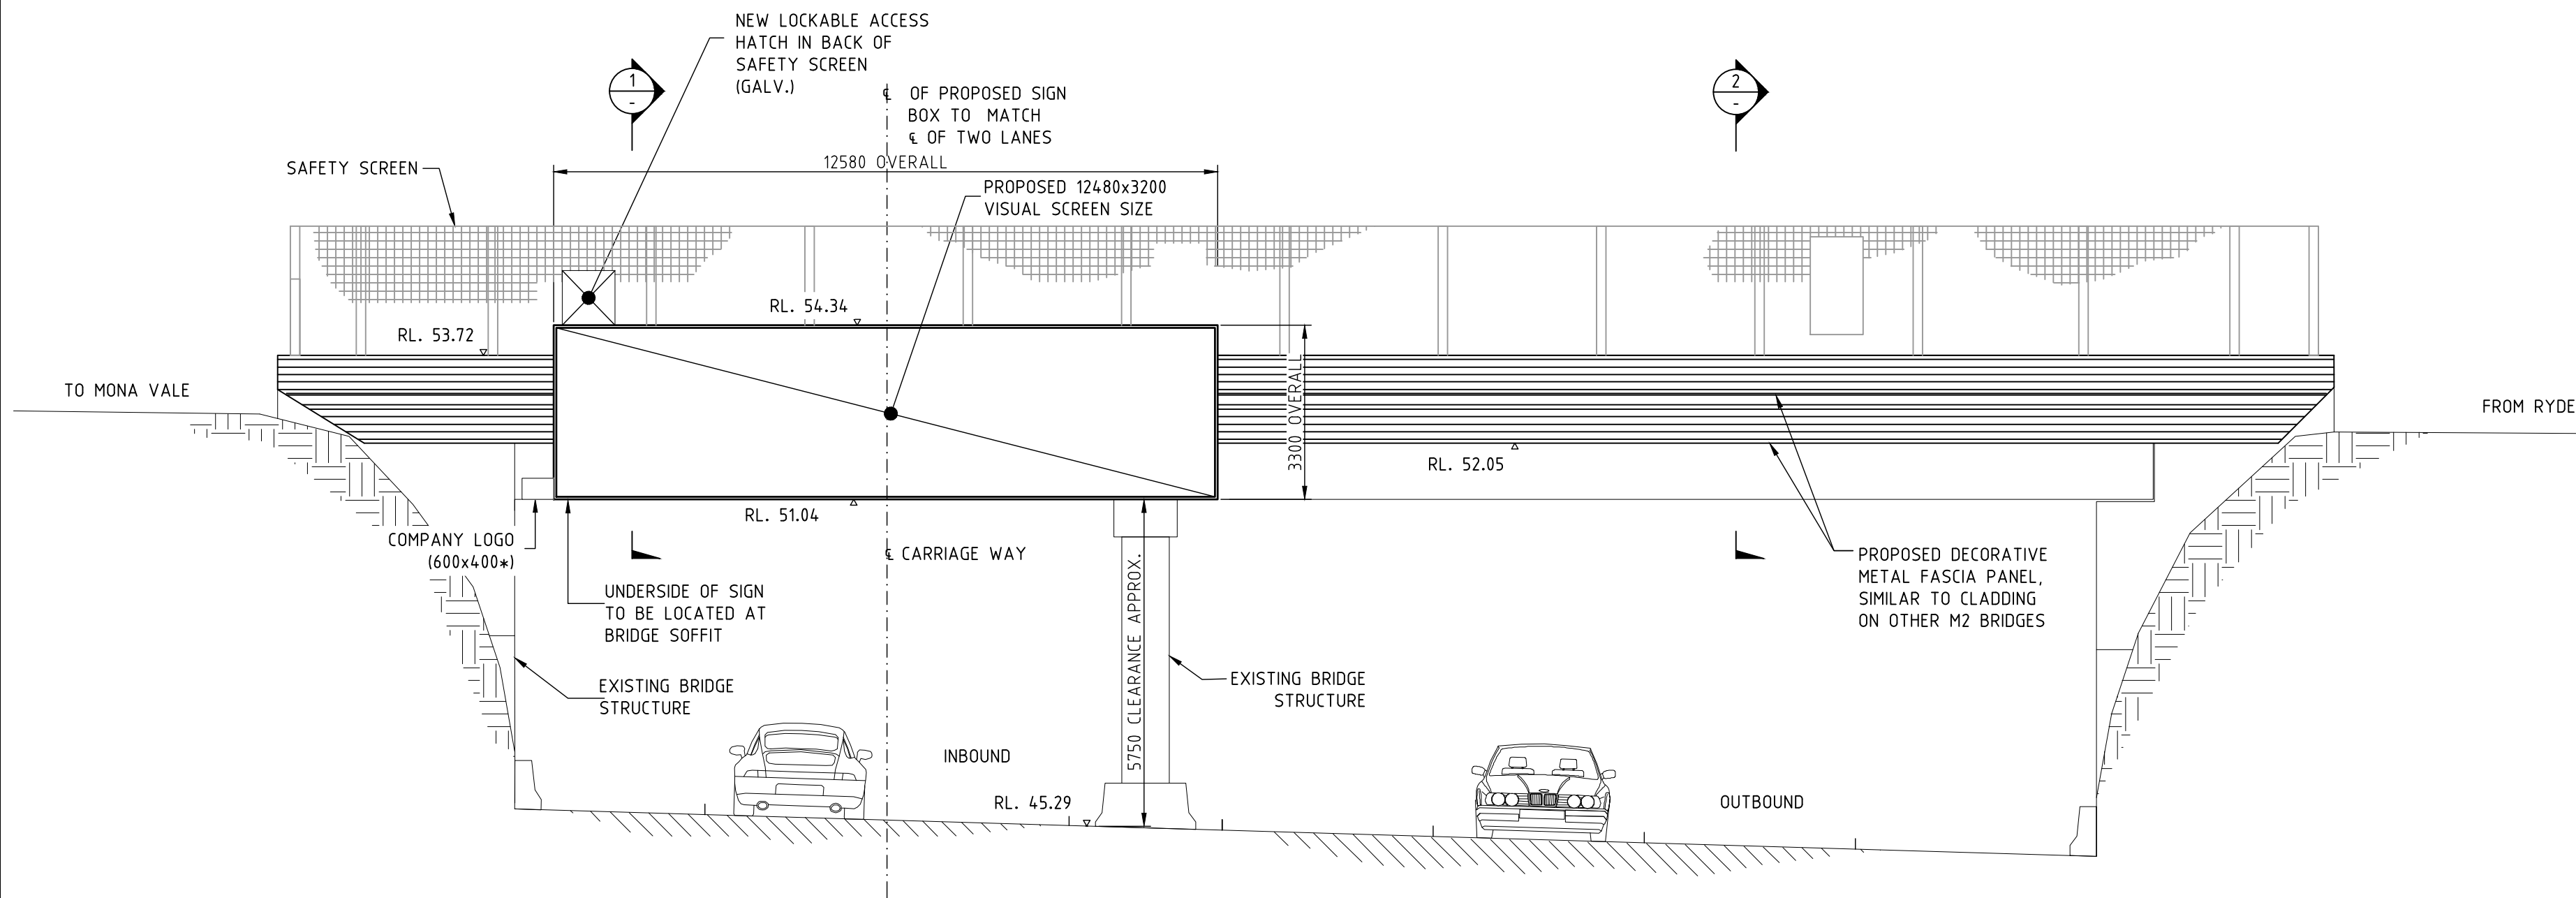 NEW LOCKABLE ACCESS
HATCH IN BACK OF
SAFETY SCREEN
(GALV.)
1
-
2
-
℄ OF PROPOSED SIGN
BOX TO MATCH
℄ OF TWO LANES
12580 OVERALL
SAFETY SCREEN
PROPOSED 12480x3200
VISUAL SCREEN SIZE
RL. 54.34
RL. 53.72
TO MONA VALE
FROM RYDE
3300 OVERALL
RL. 52.05
RL. 51.04
COMPANY LOGO
(600x400*)
℄ CARRIAGE WAY
UNDERSIDE OF SIGN
TO BE LOCATED AT
BRIDGE SOFFIT
5750 CLEARANCE APPROX.
PROPOSED DECORATIVE
METAL FASCIA PANEL,
SIMILAR TO CLADDING
ON OTHER M2 BRIDGES
EXISTING BRIDGE
STRUCTURE
EXISTING BRIDGE
STRUCTURE
INBOUND
RL. 45.29
OUTBOUND